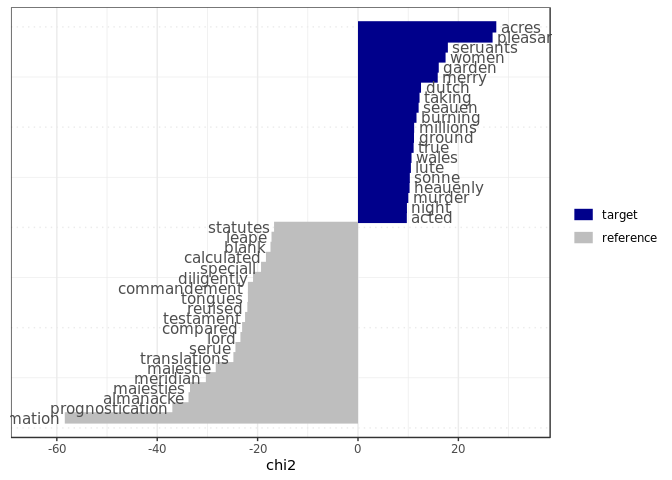 acres
pleasan
seruants
women
garden
merry
dutch
taking
seauen
burning
millions
ground
true
wales
lute
sonne
heauenly
murder
night
acted
statutes
leape
blank
calculated
speciall
diligently
commandement
tongues
reuised
testament
compared
lord
serue
translations
maiestie
meridian
maiesties
almanacke
prognostication
mation
-60 -40 -20 0 20
chi2
target
reference